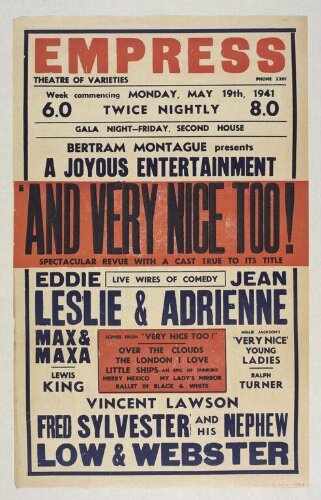 EMPRESS
THEATRE OF VARIETIES PHONE 2301
Week commencing MONDAY, MAY 19th, 1941
6.0 TWICE NIGHTLY 8.0
GALA NIGHT-FRIDAY, SECOND HOUSE
BERTRAM MONTAGUE presents
A JOYOUS ENTERTAINMENT
'AND VERY NICE TOO!
SPECTACULAR REVUE WITH A CAST TRUE TO ITS TITLE
EDDIE LIVE WIRES OF COMEDY JEAN
LESLIE & ADRIENNE
MAX &
MAXA
LEWIS
KING
SCENES FROM "VERY NICE TOO!"
OVER THE CLOUDS
THE LONDON I LOVE
LITTLE SHIPS AN EPIC OF DUNKIRK
MERRY MEXICO MY LADY'S MIRROR
BALLET IN BLACK & WHITE
MILLIE JACKSON'S
'VERY NICE'
YOUNG
LADIES
RALPH
TURNER
VINCENT LAWSON
FRED SYLVESTER AND HIS NEPHEW
LOW & WEBSTER